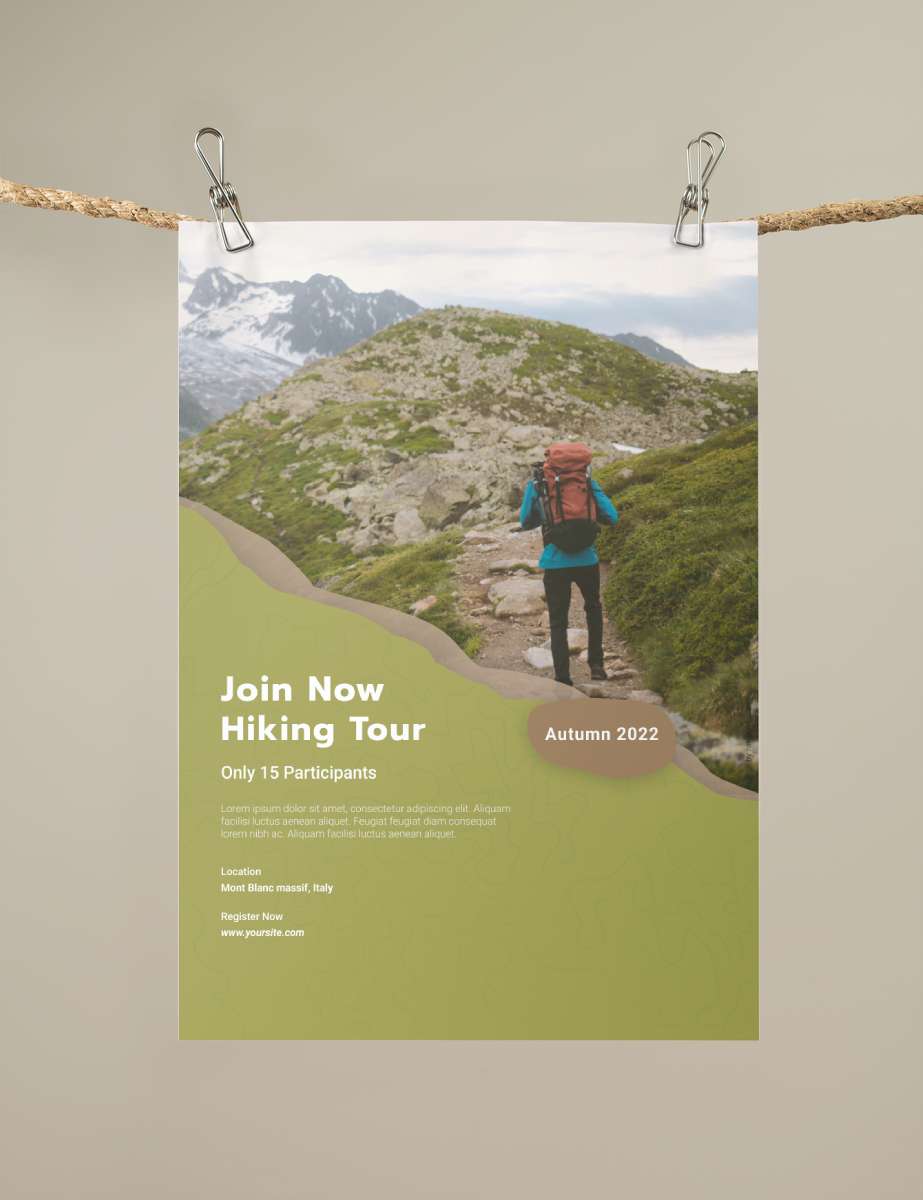 Join Now
Hiking Tour
Autumn 2022
Only 15 Participants
Lorem ipsum dolor sit amet, consectetur adipiscing elit. Aliquam
facilisi luctus aenean aliquet. Feugiat feugiat diam consequat
lorem nibh ac. Aliquam facilisi luctus aenean aliquet.
Location
Mont Blanc massif, Italy
Register Now
www.yoursite.com